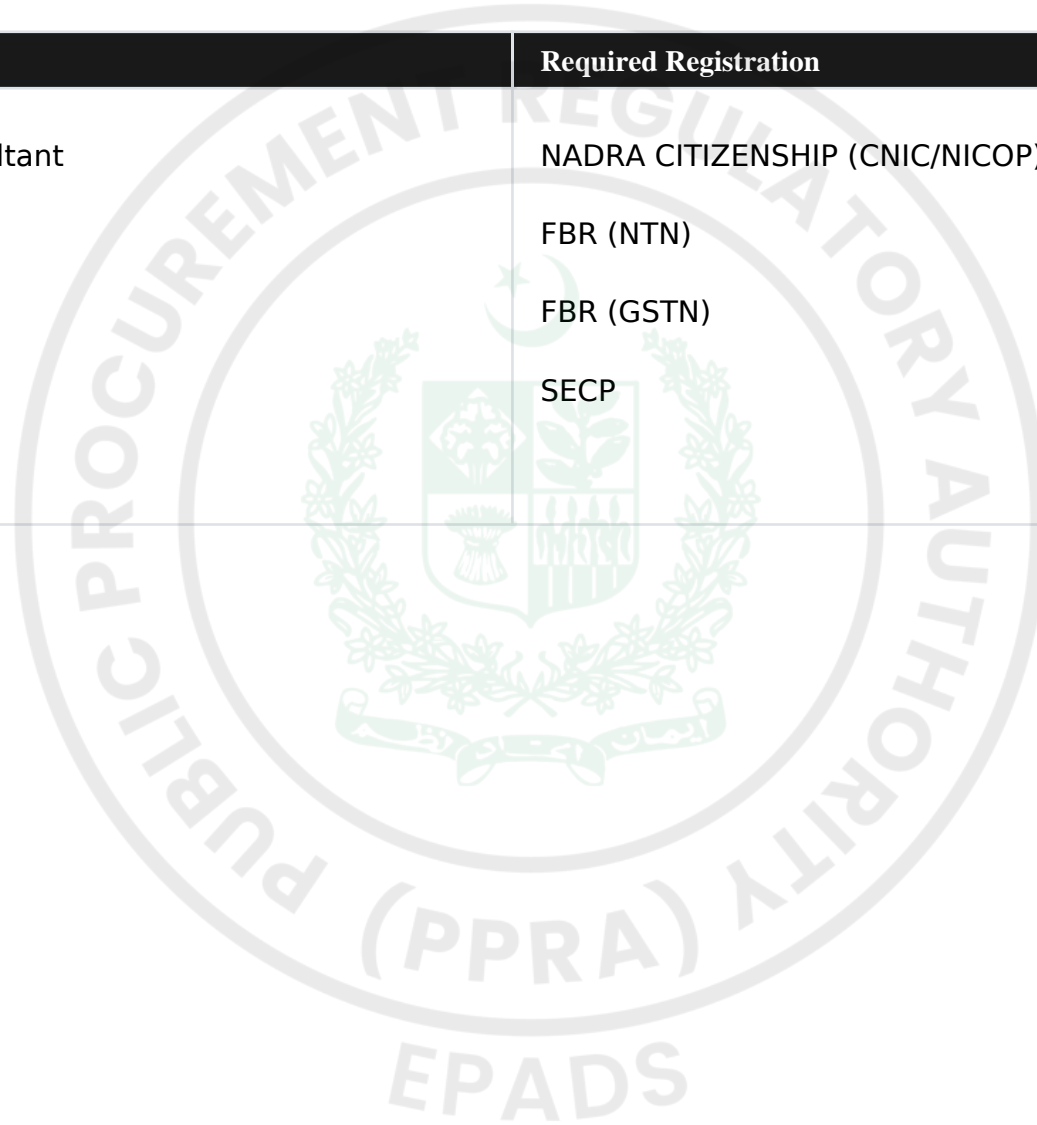 Required Registration
ltant NADRA CITIZENSHIP (CNIC/NICOP)
FBR (NTN)
FBR (GSTN)
SECP
PUBLIC PROCUREMENT REGULATORY AUTHORITY
(PPRA)
EPADS